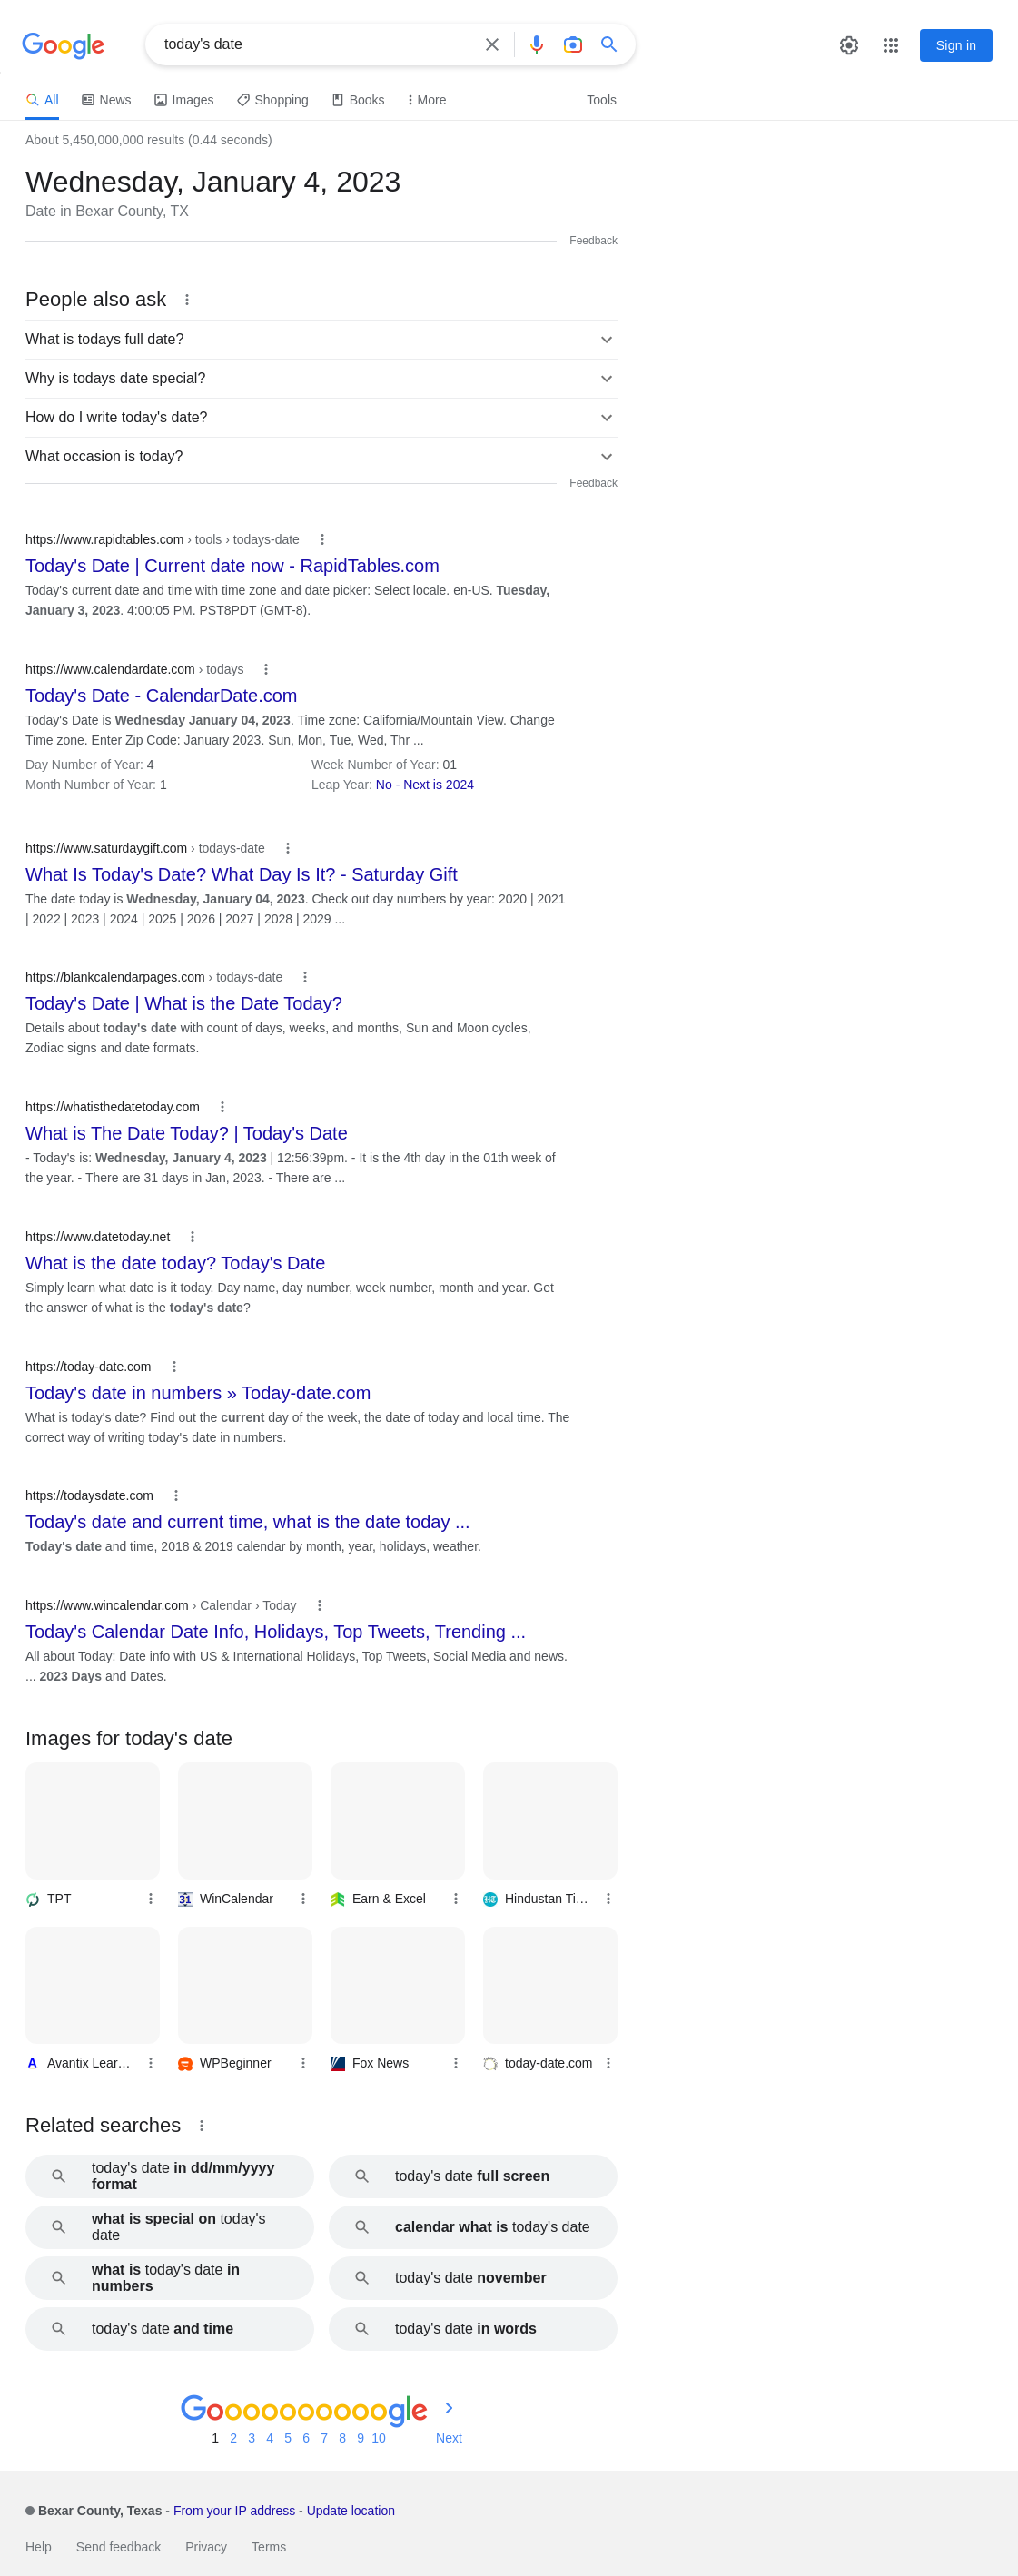 Google
today's date
Sign in
All News Images Shopping Books More Tools
About 5,450,000,000 results (0.44 seconds)
Wednesday, January 4, 2023
Date in Bexar County, TX
Feedback
People also ask
What is todays full date?
Why is todays date special?
How do I write today's date?
What occasion is today?
Feedback
https://www.rapidtables.com › tools › todays-date
Today's Date | Current date now - RapidTables.com
Today's current date and time with time zone and date picker: Select locale. en-US. Tuesday,
January 3, 2023. 4:00:05 PM. PST8PDT (GMT-8).
https://www.calendardate.com › todays
Today's Date - CalendarDate.com
Today's Date is Wednesday January 04, 2023. Time zone: California/Mountain View. Change
Time zone. Enter Zip Code: January 2023. Sun, Mon, Tue, Wed, Thr ...
Day Number of Year: 4 Week Number of Year: 01
Month Number of Year: 1 Leap Year: No - Next is 2024
https://www.saturdaygift.com › todays-date
What Is Today's Date? What Day Is It? - Saturday Gift
The date today is Wednesday, January 04, 2023. Check out day numbers by year: 2020 | 2021
| 2022 | 2023 | 2024 | 2025 | 2026 | 2027 | 2028 | 2029 ...
https://blankcalendarpages.com › todays-date
Today's Date | What is the Date Today?
Details about today's date with count of days, weeks, and months, Sun and Moon cycles,
Zodiac signs and date formats.
https://whatisthedatetoday.com
What is The Date Today? | Today's Date
- Today's is: Wednesday, January 4, 2023 | 12:56:39pm. - It is the 4th day in the 01th week of
the year. - There are 31 days in Jan, 2023. - There are ...
https://www.datetoday.net
What is the date today? Today's Date
Simply learn what date is it today. Day name, day number, week number, month and year. Get
the answer of what is the today's date?
https://today-date.com
Today's date in numbers » Today-date.com
What is today's date? Find out the current day of the week, the date of today and local time. The
correct way of writing today's date in numbers.
https://todaysdate.com
Today's date and current time, what is the date today ...
Today's date and time, 2018 & 2019 calendar by month, year, holidays, weather.
https://www.wincalendar.com › Calendar › Today
Today's Calendar Date Info, Holidays, Top Tweets, Trending ...
All about Today: Date info with US & International Holidays, Top Tweets, Social Media and news.
... 2023 Days and Dates.
Images for today's date
TPT 31 WinCalendar Earn & Excel HT Hindustan Ti...
A Avantix Lear... WPBeginner Fox News today-date.com
Related searches
today's date in dd/mm/yyyy
format
today's date full screen
what is special on today's
date
calendar what is today's date
what is today's date in
numbers
today's date november
today's date and time
today's date in words
Goooooooooogle
1 2 3 4 5 6 7 8 9 10 Next
Bexar County, Texas - From your IP address - Update location
Help Send feedback Privacy Terms